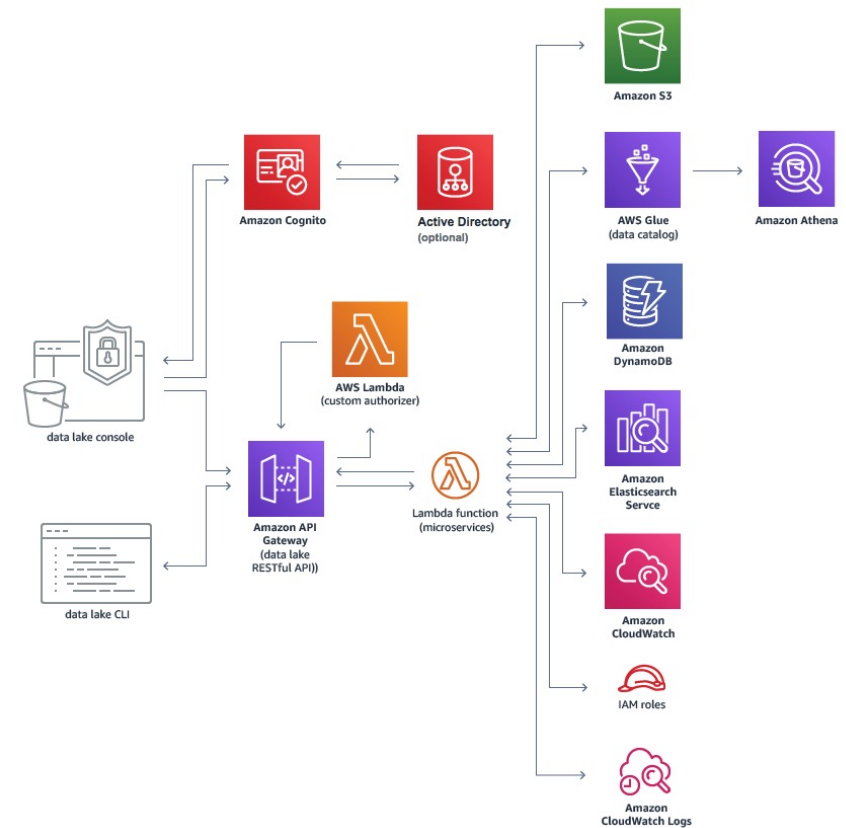 Amazon S3
Amazon Cognito
Active Directory
(optional)
AWS Glue
(data catalog)
Amazon Athena
Amazon
DynamoDB
AWS Lambda
(custom authorizer)
data lake console
Amazon API
Gateway
(data lake
RESTful API))
Lambda function
(microservices)
Amazon
Elasticsearch
Servce
data lake CLI
Amazon
CloudWatch
IAM roles
Amazon
CloudWatch Logs